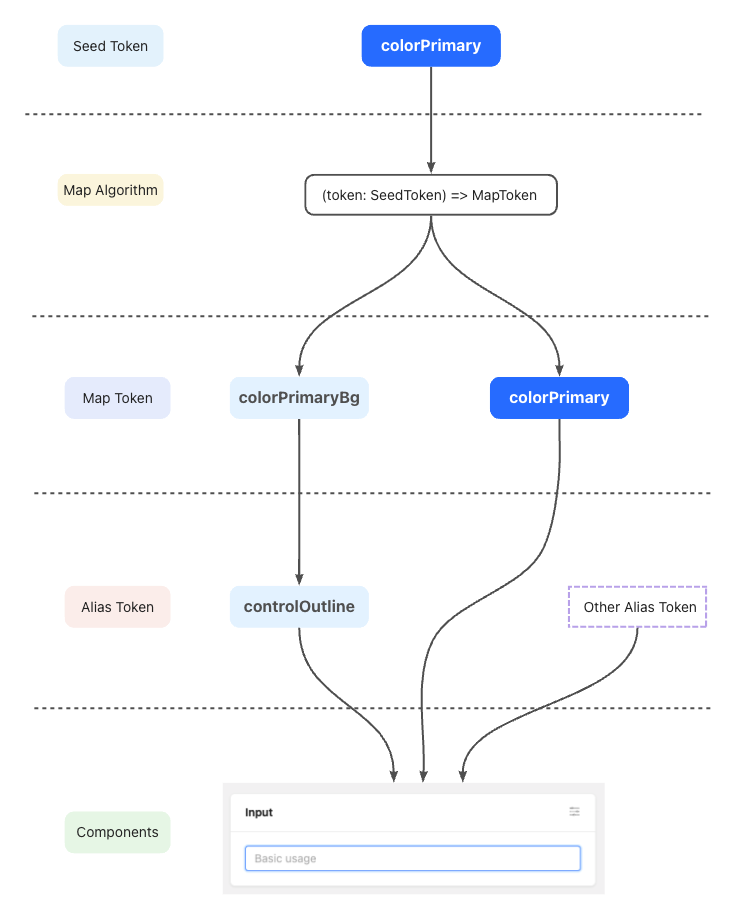 Seed Token
colorPrimary
Map Algorithm
(token: SeedToken) => MapToken
Map Token
colorPrimaryBg
colorPrimary
Alias Token
controlOutline
Other Alias Token
Components
Input
Basic usage